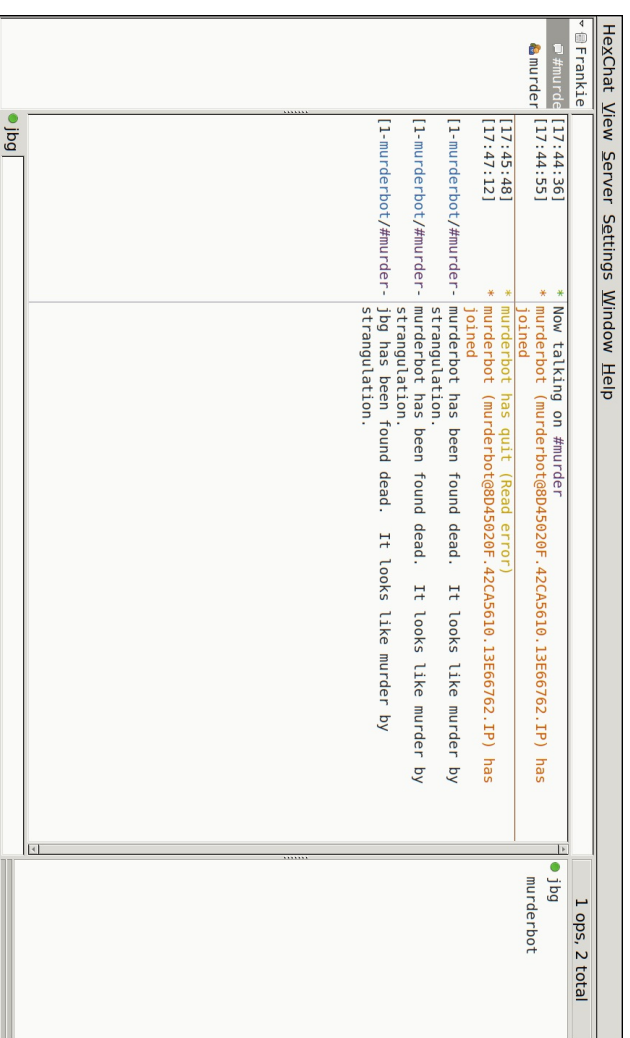 HexChat View Server Settings Window Help
Frankie
#murde
murder
[17:44:36] * Now talking on #murder
[17:44:55] * murderbot (murderbot@8D45020F.42CA5610.13E66762.IP) has
joined
[17:45:48] * murderbot has quit (Read error)
[17:47:12] * murderbot (murderbot@8D45020F.42CA5610.13E66762.IP) has
joined
[1-murderbot/#murder- murderbot has been found dead.  It looks like murder by
strangulation.
[1-murderbot/#murder- murderbot has been found dead.  It looks like murder by
strangulation.
[1-murderbot/#murder- jbg has been found dead.  It looks like murder by
strangulation.
jbg
1 ops, 2 total
jbg
murderbot